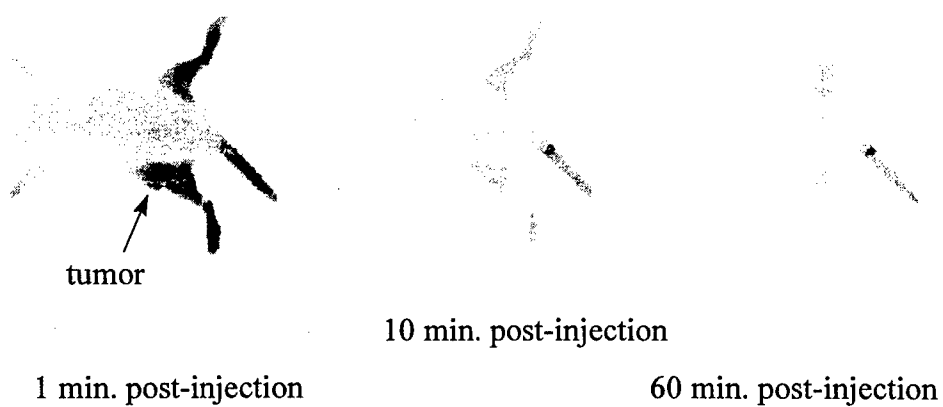 tumor
10 min. post-injection
1 min. post-injection
60 min. post-injection